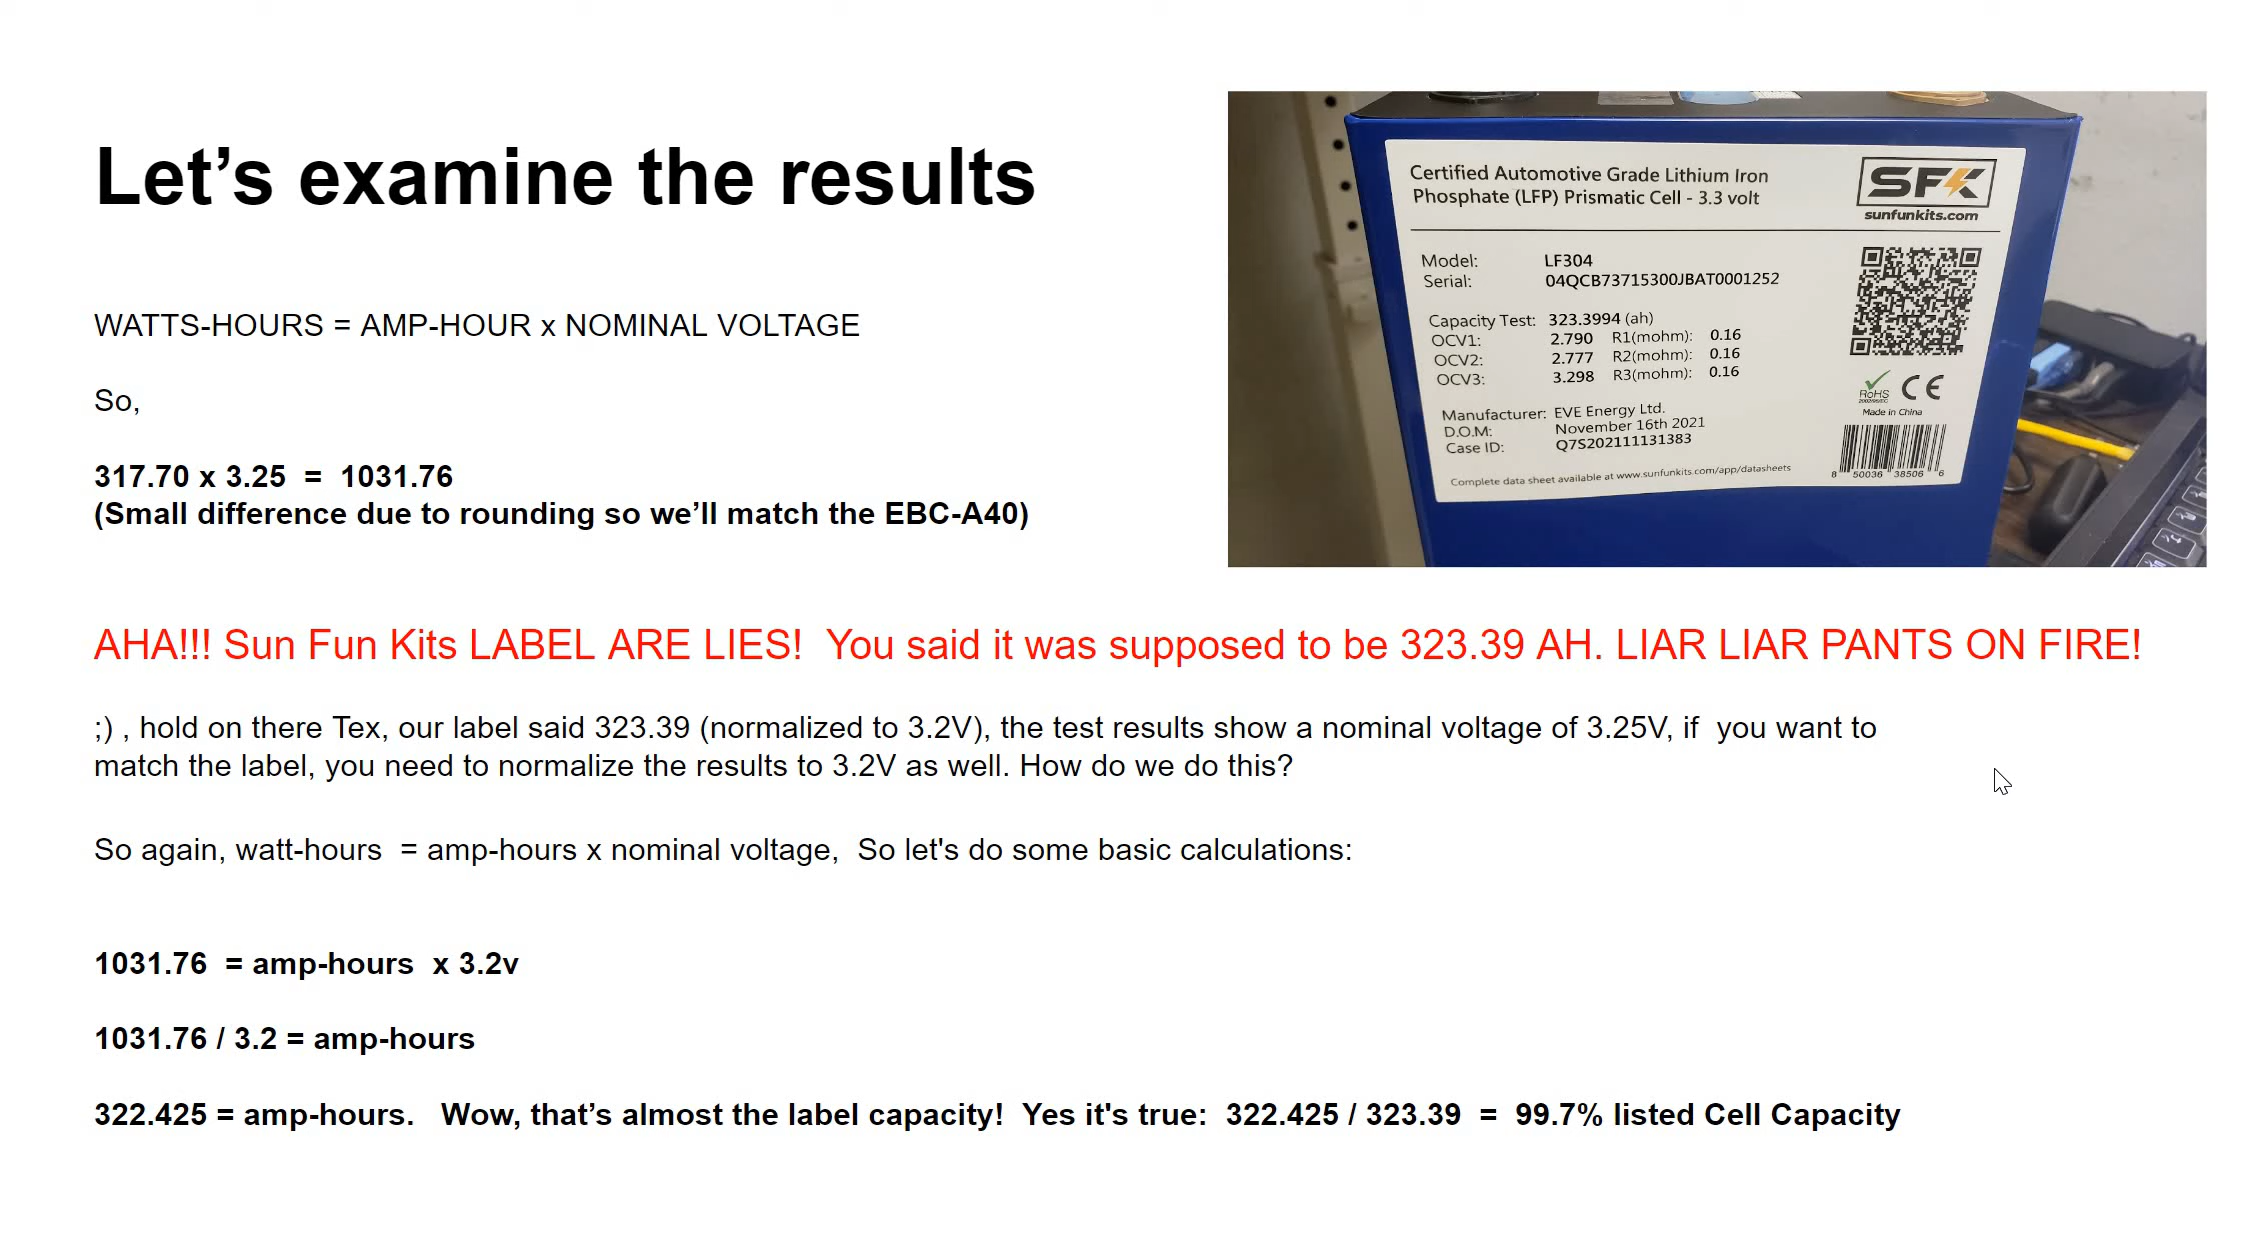 Let’s examine the results
WATTS-HOURS = AMP-HOUR x NOMINAL VOLTAGE
So,
317.70 x 3.25 = 1031.76
(Small difference due to rounding so we’ll match the EBC-A40)
Certified Automotive Grade Lithium Iron
Phosphate (LFP) Prismatic Cell - 3.3 volt
SFK
sunfunkits.com
Model: LF304
Serial: 04QCB73715300JBAT0001252
Capacity Test: 323.3994 (ah)
OCV1: 2.790 R1(mohm): 0.16
OCV2: 2.777 R2(mohm): 0.16
OCV3: 3.298 R3(mohm): 0.16
RoHS
CE
Made in China
Manufacturer: EVE Energy Ltd.
D.O.M: November 16th 2021
Case ID: Q7S202111131383
Complete data sheet available at www.sunfunkits.com/app/datasheets
8 50036 38506 6
AHA!!! Sun Fun Kits LABEL ARE LIES! You said it was supposed to be 323.39 AH. LIAR LIAR PANTS ON FIRE!
;) , hold on there Tex, our label said 323.39 (normalized to 3.2V), the test results show a nominal voltage of 3.25V, if you want to
match the label, you need to normalize the results to 3.2V as well. How do we do this?
So again, watt-hours = amp-hours x nominal voltage, So let's do some basic calculations:
1031.76 = amp-hours x 3.2v
1031.76 / 3.2 = amp-hours
322.425 = amp-hours. Wow, that’s almost the label capacity! Yes it's true: 322.425 / 323.39 = 99.7% listed Cell Capacity